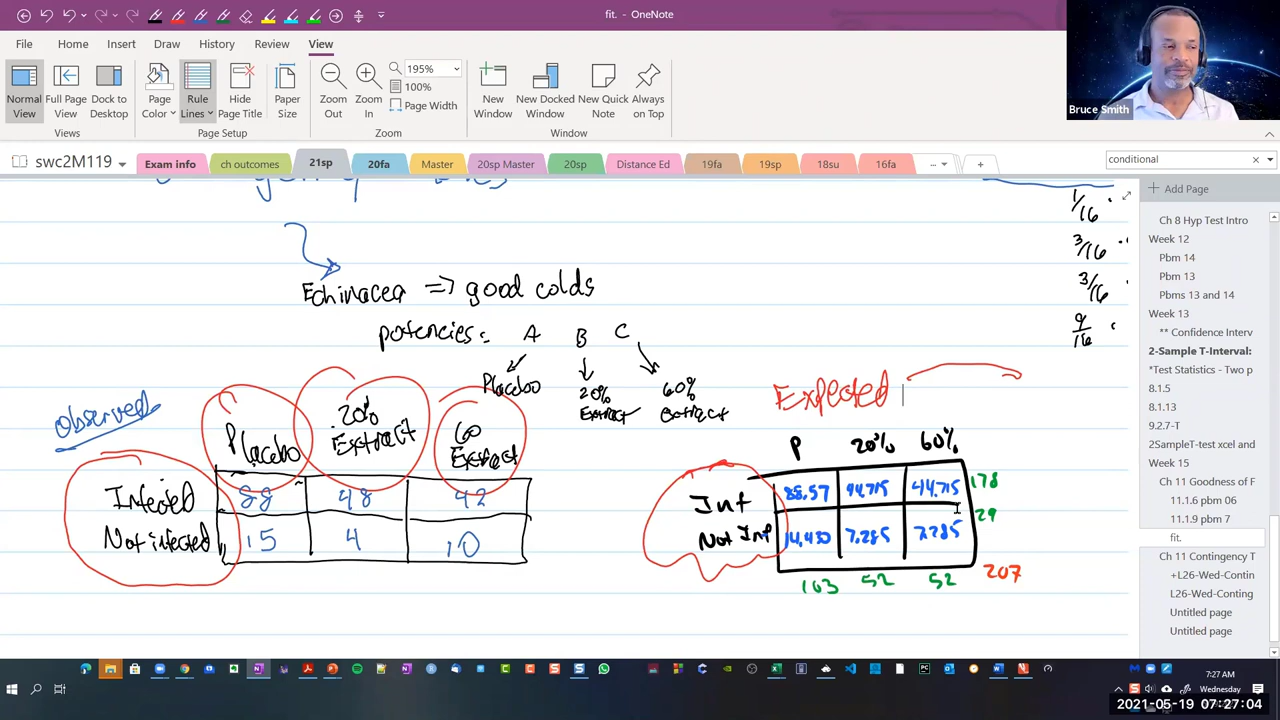 fit. - OneNote
File Home Insert Draw History Review View
Normal View
Full Page View
Dock to Desktop
Views
Page Color
Rule Lines
Hide Page Title
Paper Size
Page Setup
Zoom Out
Zoom In
195%
100%
Page Width
Zoom
New Window
New Docked Window
New Quick Note
Always on Top
Window
Bruce Smith
swc2M119
Exam info ch outcomes 21sp 20fa Master 20sp Master 20sp Distance Ed 19fa 19sp 18su 16fa ...
conditional
Add Page
Ch 8 Hyp Test Intro
Week 12
Pbm 14
Pbm 13
Pbms 13 and 14
Week 13
** Confidence Interv
2-Sample T-Interval:
*Test Statistics - Two p
8.1.5
8.1.13
9.2.7-T
2SampleT-test xcel and
Week 15
Ch 11 Goodness of F
11.1.6 pbm 06
11.1.9 pbm 7
fit.
Ch 11 Contingency T
+L26-Wed-Contin
L26-Wed-Conting
Untitled page
Untitled page
1/16
3/16
3/16
9/16
Echinacea => good colds
potencies: A B C
Placebo
20% Extract
60% Extract
Observed
Placebo
20% Exstract
60 Exstract
Infected 88 48 42
Not infected 15 4 10
Expected
P 20% 60%
Inf 88.57 44.715 44.715 178
Not Inf 14.430 7.285 7.285 29
103 52 52 207
7:27 AM
Wednesday
2021-05-19 07:27:04